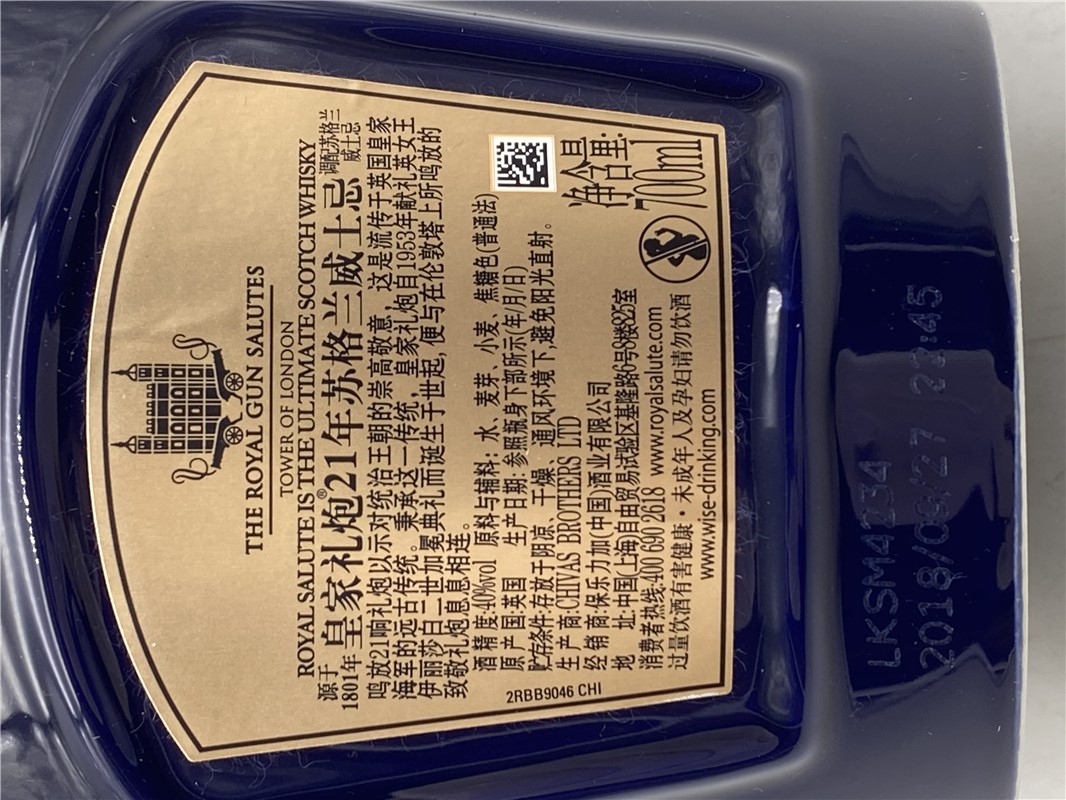 THE ROYAL GUN SALUTES
TOWER OF LONDON
ROYAL SALUTE IS THE ULTIMATE SCOTCH WHISKY
源于
1801年
皇家礼炮®21年苏格兰威士忌
调配苏格兰
威士忌
鸣放21响礼炮以示对统治王朝的崇高敬意，这是流传于英国皇家
海军的远古传统。秉承这一传统，皇家礼炮自1953年献礼英女王
伊丽莎白二世加冕典礼而诞生于世起，便与在伦敦塔上所鸣放的
致敬礼炮息息相连。
酒精度 40%vol 原料与辅料：水、麦芽、小麦、焦糖色(普通法)
原产国英国 生产日期：参照瓶身下部所示(年/月/日)
贮存条件:存放于阴凉、干燥、通风环境下,避免阳光直射。
生产商 CHIVAS BROTHERS LTD
经销商 保乐力加(中国)酒业有限公司
地 址:中国(上海)自由贸易试验区基隆路6号9楼925室
消费者热线:400 690 2618 www.royalsalute.com
过量饮酒有害健康·未成年人及孕妇请勿饮酒
www.wise-drinking.com
净含量:
700ml
2RBB9046 CHI
LKSM4234
2018/09/27 22:45